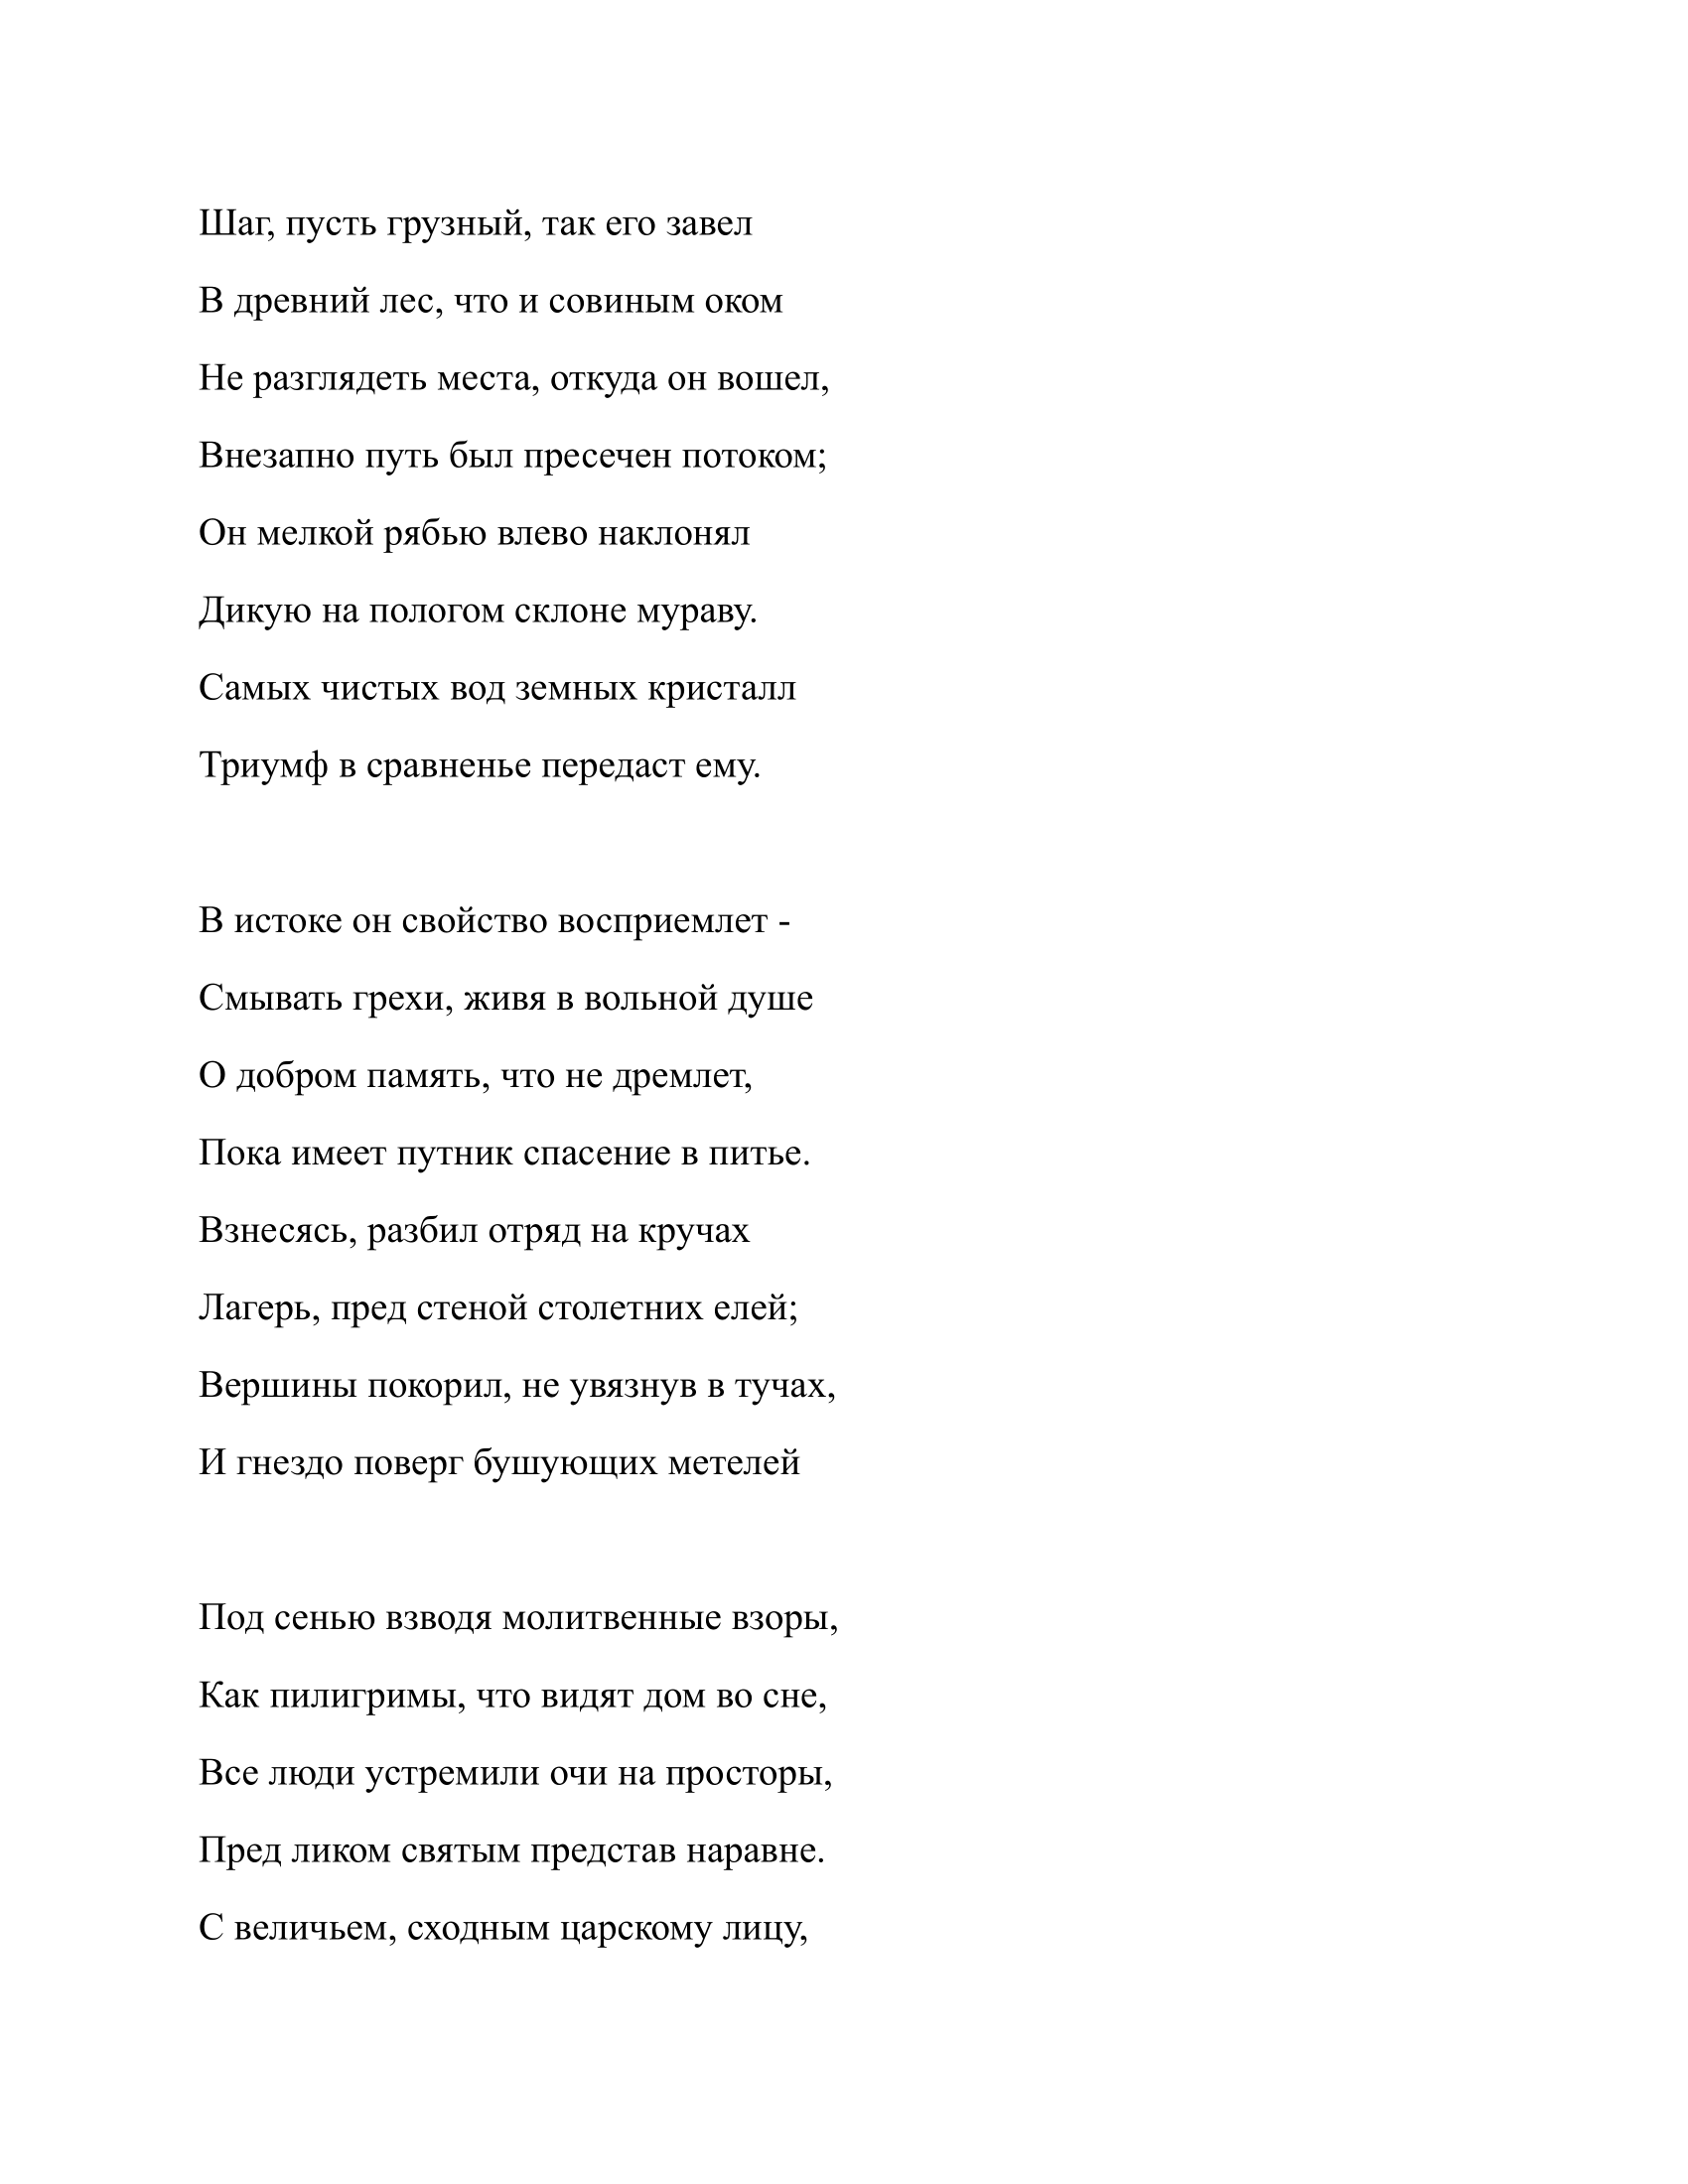 Шаг, пусть грузный, так его завел
В древний лес, что и совиным оком
Не разглядеть места, откуда он вошел,
Внезапно путь был пресечен потоком;
Он мелкой рябью влево наклонял
Дикую на пологом склоне мураву.
Самых чистых вод земных кристалл
Триумф в сравненье передаст ему.

В истоке он свойство восприемлет -
Смывать грехи, живя в вольной душе
О добром память, что не дремлет,
Пока имеет путник спасение в питье.
Взнесясь, разбил отряд на кручах
Лагерь, пред стеной столетних елей;
Вершины покорил, не увязнув в тучах,
И гнездо поверг бушующих метелей

Под сенью взводя молитвенные взоры,
Как пилигримы, что видят дом во сне,
Все люди устремили очи на просторы,
Пред ликом святым представ наравне.
С величьем, сходным царскому лицу,